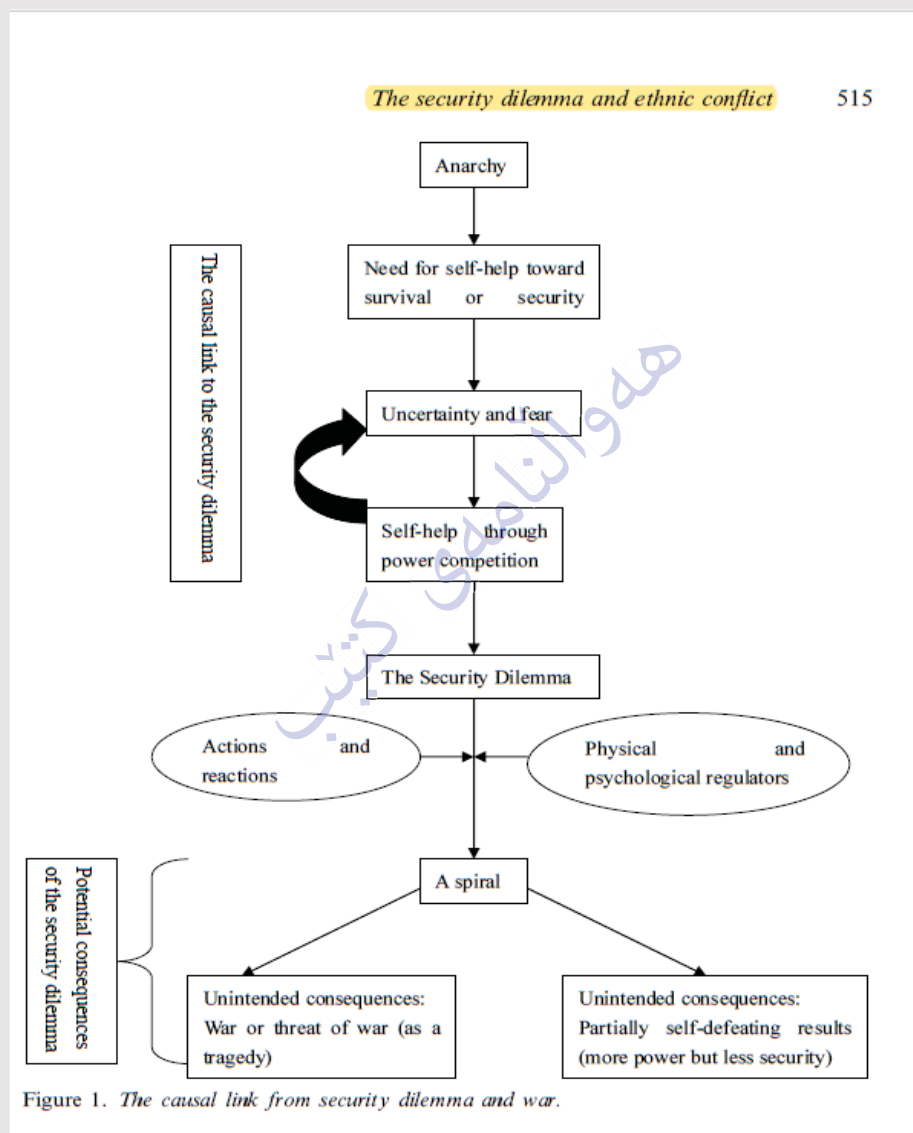 The security dilemma and ethnic conflict 515
Anarchy
The causal link to the security dilemma
Need for self-help toward
survival or security
Uncertainty and fear
Self-help through
power competition
The Security Dilemma
Actions and
reactions
Physical and
psychological regulators
A spiral
Potential consequences
of the security dilemma
Unintended consequences:
War or threat of war (as a
tragedy)
Unintended consequences:
Partially self-defeating results
(more power but less security)
Figure 1. The causal link from security dilemma and war.
هەواڵنامەی کتێب